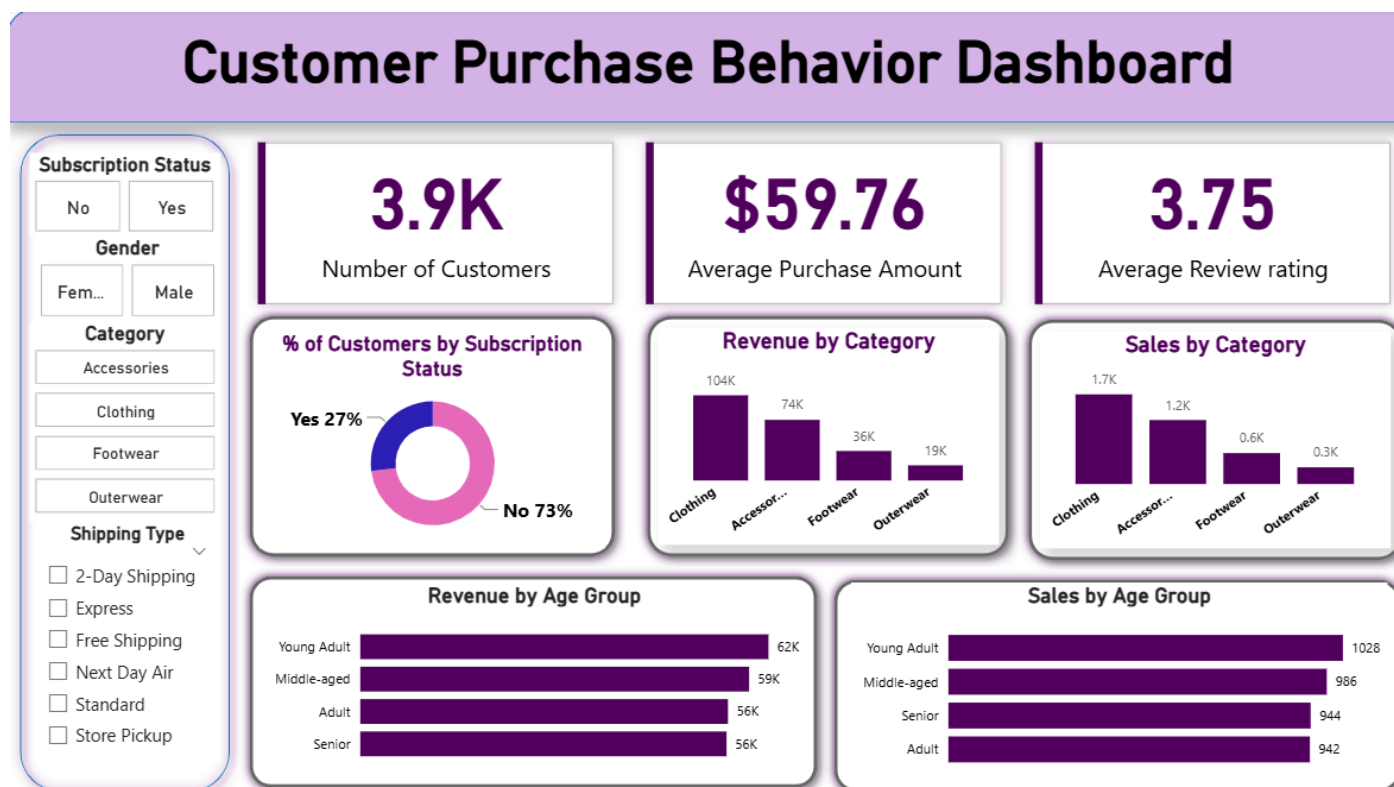 Customer Purchase Behavior Dashboard
Subscription Status
No
Yes
Gender
Fem...
Male
Category
Accessories
Clothing
Footwear
Outerwear
Shipping Type
2-Day Shipping
Express
Free Shipping
Next Day Air
Standard
Store Pickup
3.9K
Number of Customers
$59.76
Average Purchase Amount
3.75
Average Review rating
% of Customers by Subscription
Status
Yes 27%
No 73%
Revenue by Category
104K
74K
36K
19K
Clothing
Accessor...
Footwear
Outerwear
Sales by Category
1.7K
1.2K
0.6K
0.3K
Clothing
Accessor...
Footwear
Outerwear
Revenue by Age Group
Young Adult 62K
Middle-aged 59K
Adult 56K
Senior 56K
Sales by Age Group
Young Adult 1028
Middle-aged 986
Senior 944
Adult 942